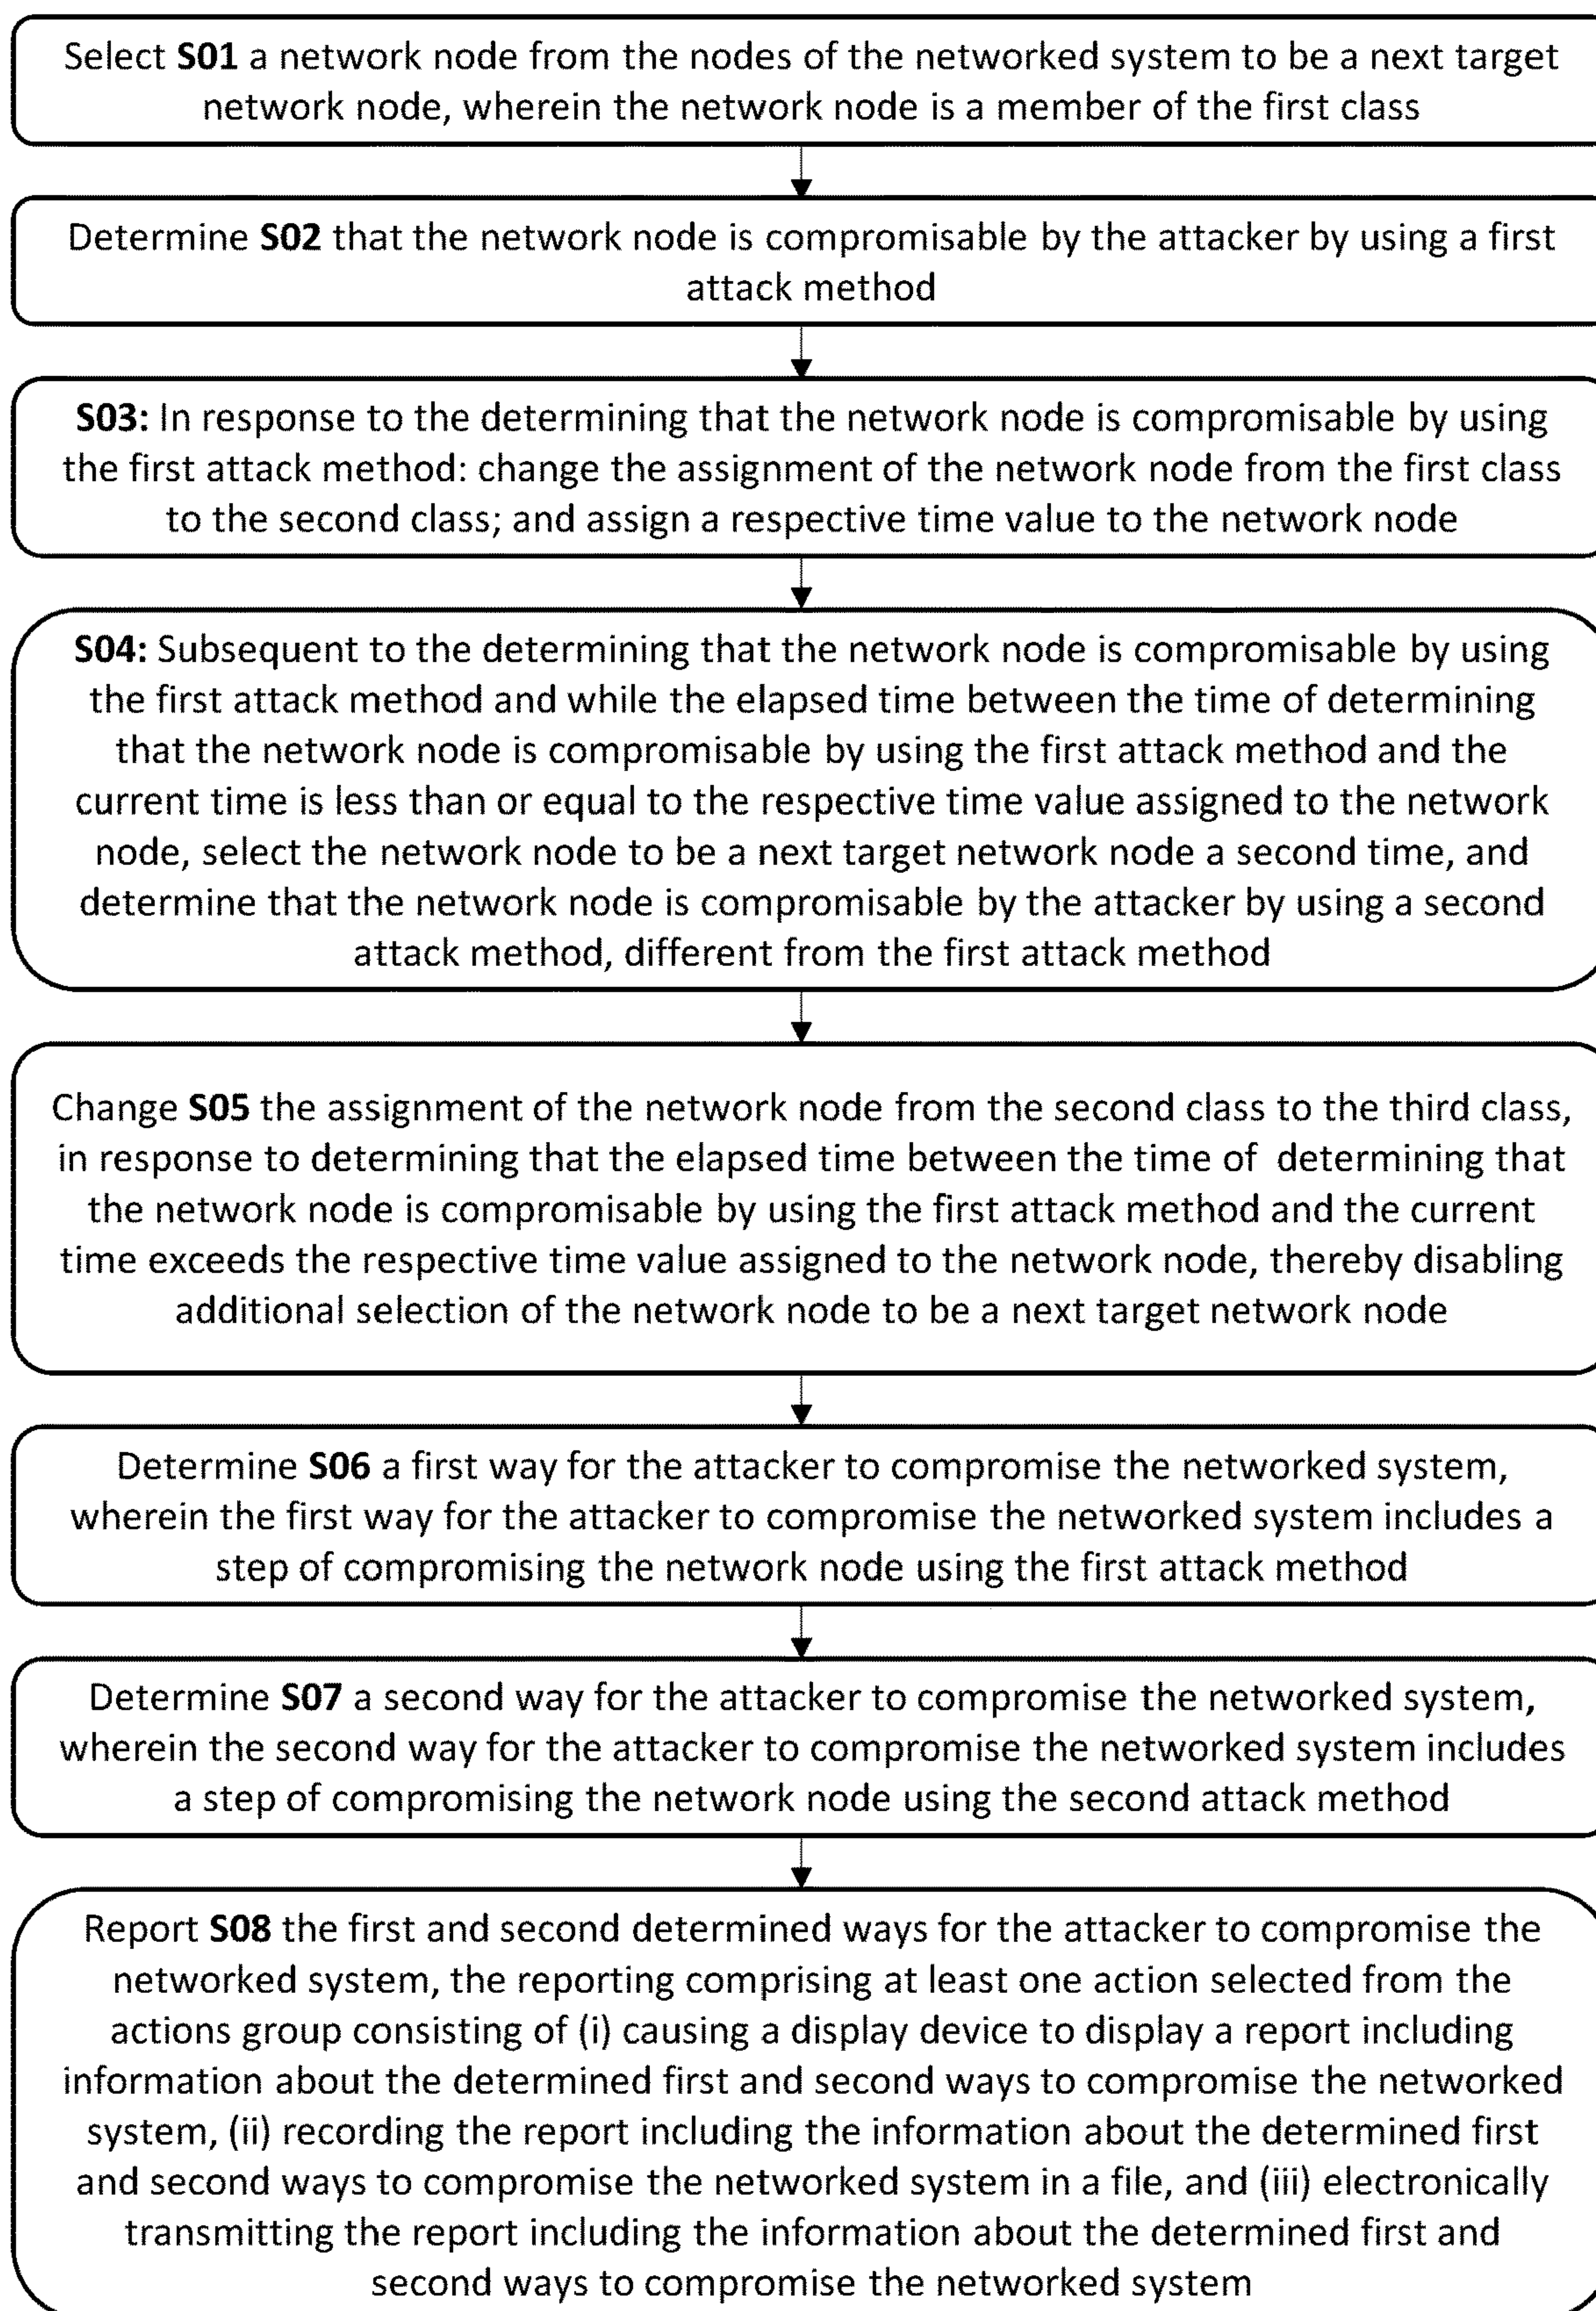 Select S01 a network node from the nodes of the networked system to be a next target
network node, wherein the network node is a member of the first class
Determine S02 that the network node is compromisable by the attacker by using a first
attack method
S03: In response to the determining that the network node is compromisable by using
the first attack method: change the assignment of the network node from the first class
to the second class; and assign a respective time value to the network node
S04: Subsequent to the determining that the network node is compromisable by using
the first attack method and while the elapsed time between the time of determining
that the network node is compromisable by using the first attack method and the
current time is less than or equal to the respective time value assigned to the network
node, select the network node to be a next target network node a second time, and
determine that the network node is compromisable by the attacker by using a second
attack method, different from the first attack method
Change S05 the assignment of the network node from the second class to the third class,
in response to determining that the elapsed time between the time of determining that
the network node is compromisable by using the first attack method and the current
time exceeds the respective time value assigned to the network node, thereby disabling
additional selection of the network node to be a next target network node
Determine S06 a first way for the attacker to compromise the networked system,
wherein the first way for the attacker to compromise the networked system includes a
step of compromising the network node using the first attack method
Determine S07 a second way for the attacker to compromise the networked system,
wherein the second way for the attacker to compromise the networked system includes
a step of compromising the network node using the second attack method
Report S08 the first and second determined ways for the attacker to compromise the
networked system, the reporting comprising at least one action selected from the
actions group consisting of (i) causing a display device to display a report including
information about the determined first and second ways to compromise the networked
system, (ii) recording the report including the information about the determined first
and second ways to compromise the networked system in a file, and (iii) electronically
transmitting the report including the information about the determined first and
second ways to compromise the networked system